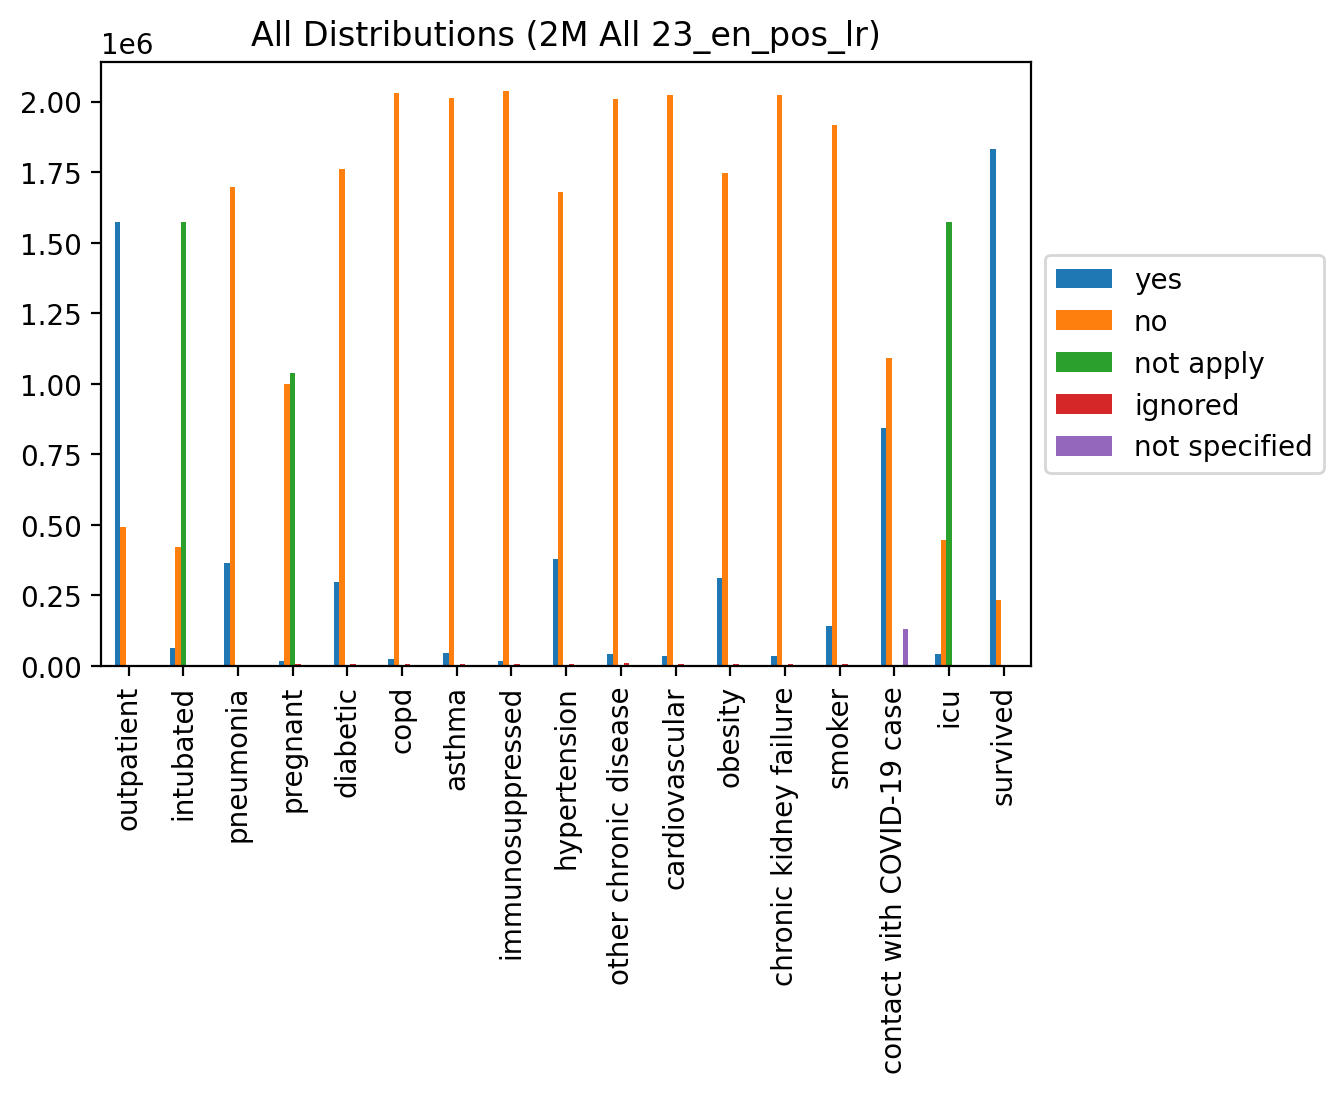 All Distributions (2M All 23_en_pos_lr)
1e6
2.00
1.75
1.50
1.25
1.00
0.75
0.50
0.25
0.00
outpatient
intubated
pneumonia
pregnant
diabetic
copd
asthma
immunosuppressed
hypertension
other chronic disease
cardiovascular
obesity
chronic kidney failure
smoker
contact with COVID-19 case
icu
survived
yes
no
not apply
ignored
not specified